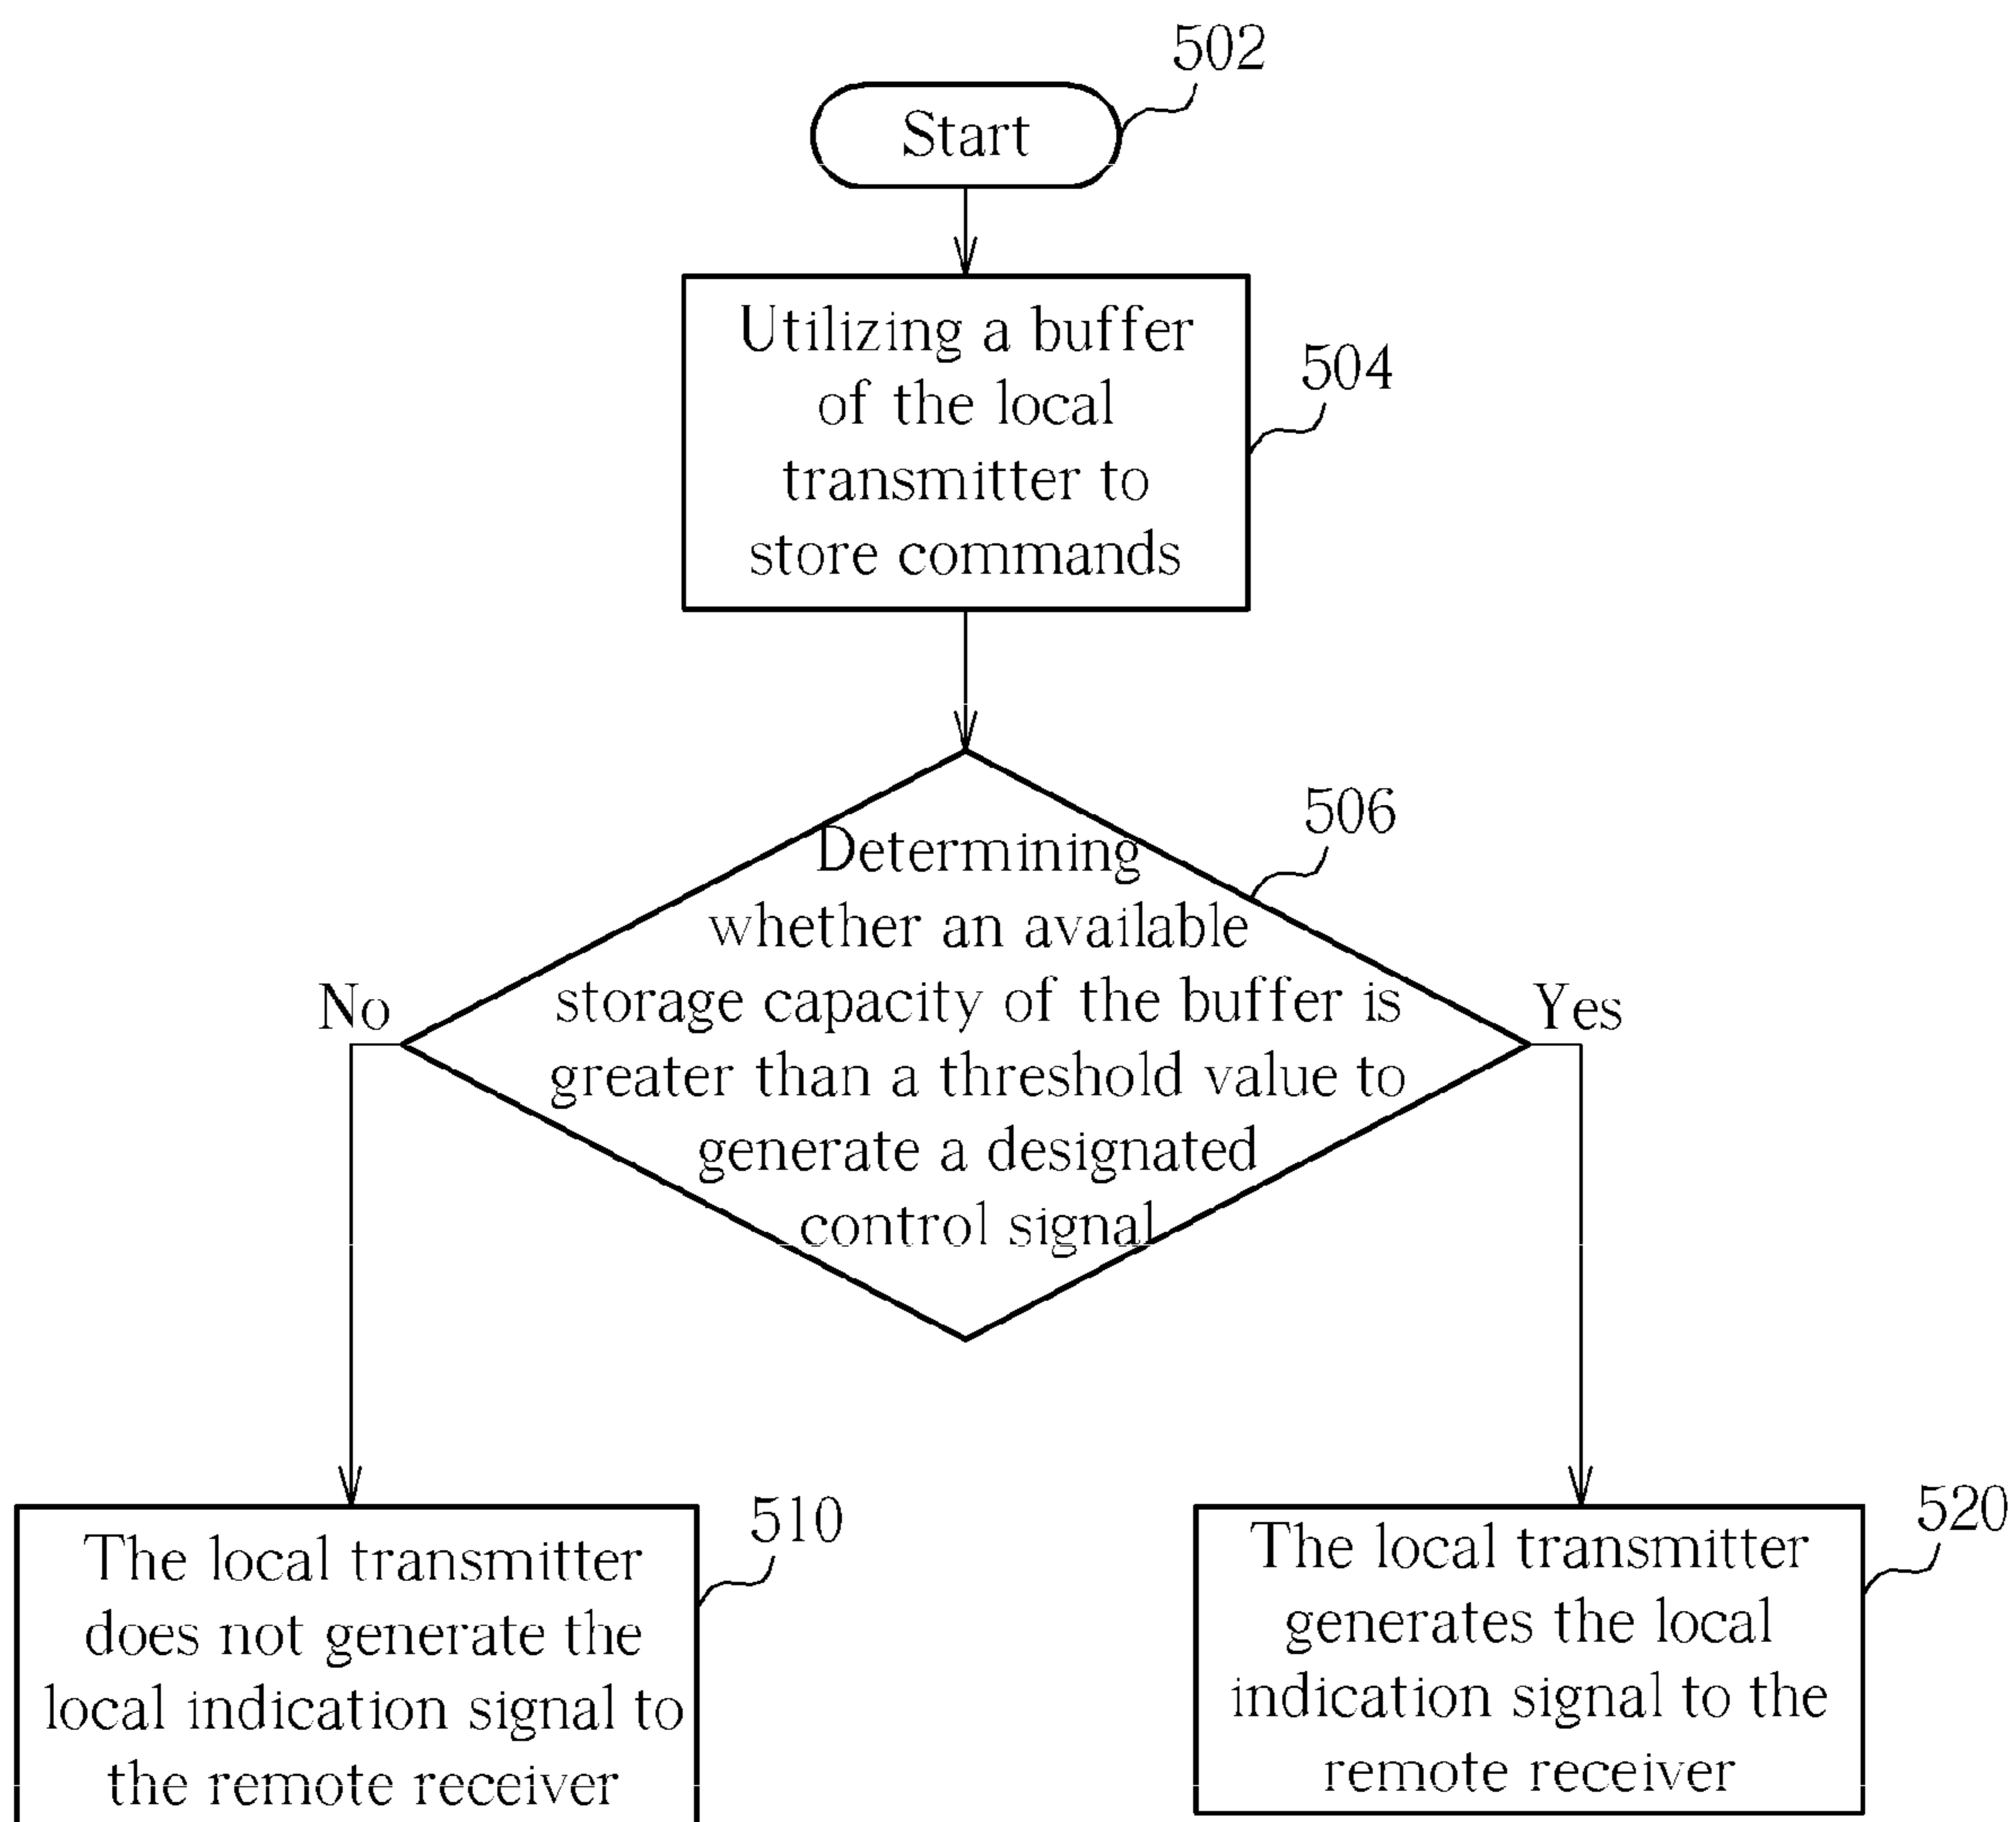 502
Start
Utilizing a buffer
of the local
transmitter to
store commands
504
506
Determining
whether an available
storage capacity of the buffer is
greater than a threshold value to
generate a designated
control signal
No
Yes
510
The local transmitter
does not generate the
local indication signal to
the remote receiver
520
The local transmitter
generates the local
indication signal to the
remote receiver